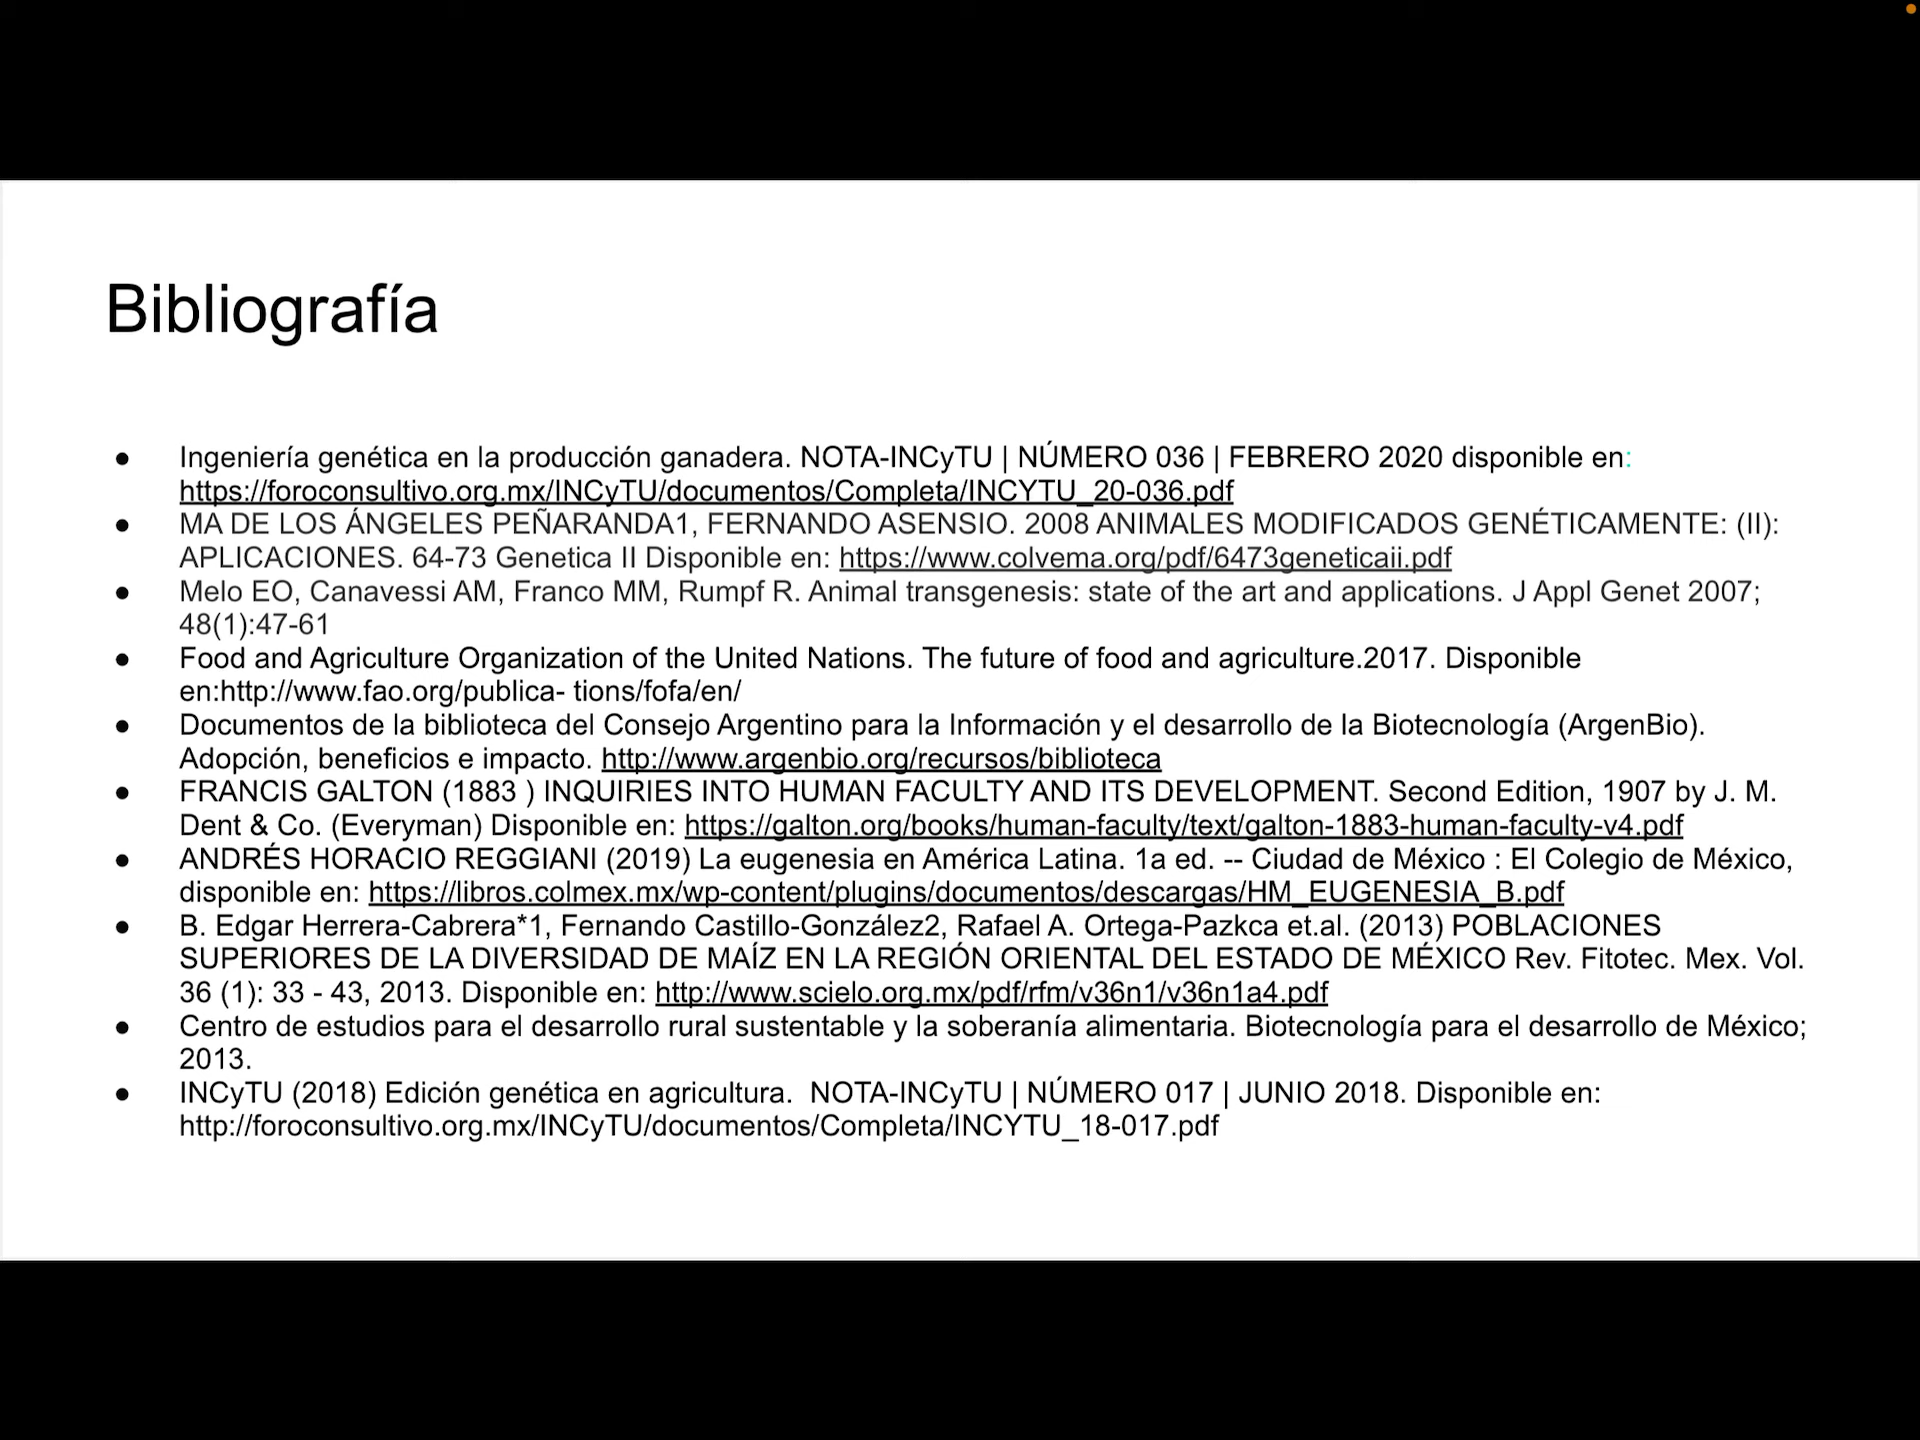 Bibliografía
● Ingeniería genética en la producción ganadera. NOTA-INCyTU | NÚMERO 036 | FEBRERO 2020 disponible en:
https://foroconsultivo.org.mx/INCyTU/documentos/Completa/INCYTU_20-036.pdf
● MA DE LOS ÁNGELES PEÑARANDA1, FERNANDO ASENSIO. 2008 ANIMALES MODIFICADOS GENÉTICAMENTE: (II):
APLICACIONES. 64-73 Genetica II Disponible en: https://www.colvema.org/pdf/6473geneticaii.pdf
● Melo EO, Canavessi AM, Franco MM, Rumpf R. Animal transgenesis: state of the art and applications. J Appl Genet 2007;
48(1):47-61
● Food and Agriculture Organization of the United Nations. The future of food and agriculture.2017. Disponible
en:http://www.fao.org/publica- tions/fofa/en/
● Documentos de la biblioteca del Consejo Argentino para la Información y el desarrollo de la Biotecnología (ArgenBio).
Adopción, beneficios e impacto. http://www.argenbio.org/recursos/biblioteca
● FRANCIS GALTON (1883 ) INQUIRIES INTO HUMAN FACULTY AND ITS DEVELOPMENT. Second Edition, 1907 by J. M.
Dent & Co. (Everyman) Disponible en: https://galton.org/books/human-faculty/text/galton-1883-human-faculty-v4.pdf
● ANDRÉS HORACIO REGGIANI (2019) La eugenesia en América Latina. 1a ed. -- Ciudad de México : El Colegio de México,
disponible en: https://libros.colmex.mx/wp-content/plugins/documentos/descargas/HM_EUGENESIA_B.pdf
● B. Edgar Herrera-Cabrera*1, Fernando Castillo-González2, Rafael A. Ortega-Pazkca et.al. (2013) POBLACIONES
SUPERIORES DE LA DIVERSIDAD DE MAÍZ EN LA REGIÓN ORIENTAL DEL ESTADO DE MÉXICO Rev. Fitotec. Mex. Vol.
36 (1): 33 - 43, 2013. Disponible en: http://www.scielo.org.mx/pdf/rfm/v36n1/v36n1a4.pdf
● Centro de estudios para el desarrollo rural sustentable y la soberanía alimentaria. Biotecnología para el desarrollo de México;
2013.
● INCyTU (2018) Edición genética en agricultura.  NOTA-INCyTU | NÚMERO 017 | JUNIO 2018. Disponible en:
http://foroconsultivo.org.mx/INCyTU/documentos/Completa/INCYTU_18-017.pdf